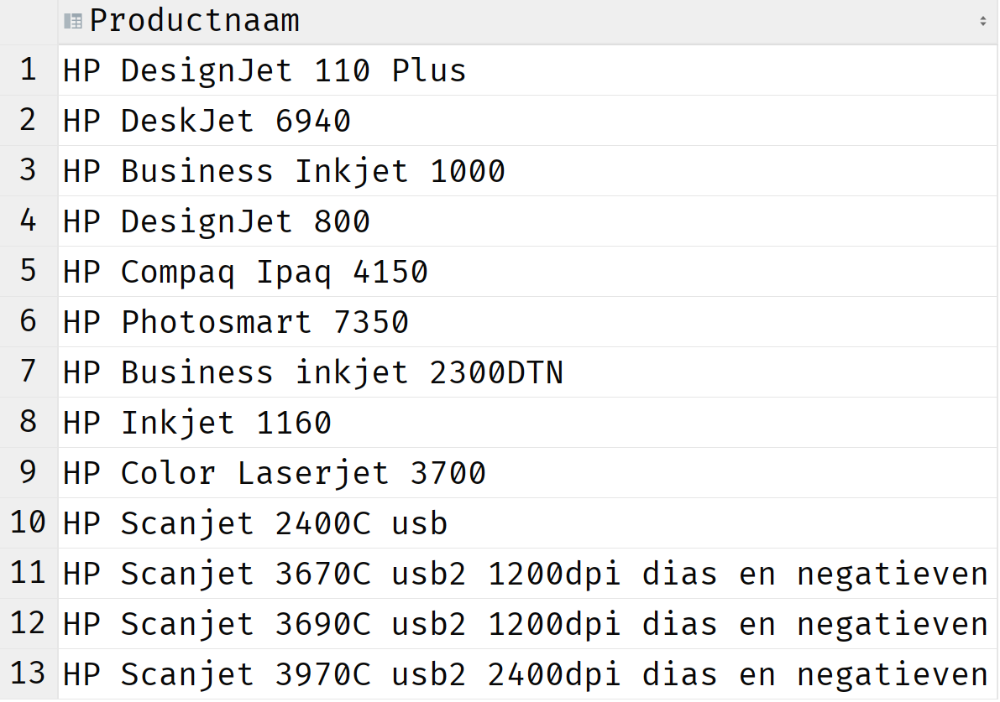 Productnaam
1 HP DesignJet 110 Plus
2 HP DeskJet 6940
3 HP Business Inkjet 1000
4 HP DesignJet 800
5 HP Compaq Ipaq 4150
6 HP Photosmart 7350
7 HP Business inkjet 2300DTN
8 HP Inkjet 1160
9 HP Color Laserjet 3700
10 HP Scanjet 2400C usb
11 HP Scanjet 3670C usb2 1200dpi dias en negatieven
12 HP Scanjet 3690C usb2 1200dpi dias en negatieven
13 HP Scanjet 3970C usb2 2400dpi dias en negatieven